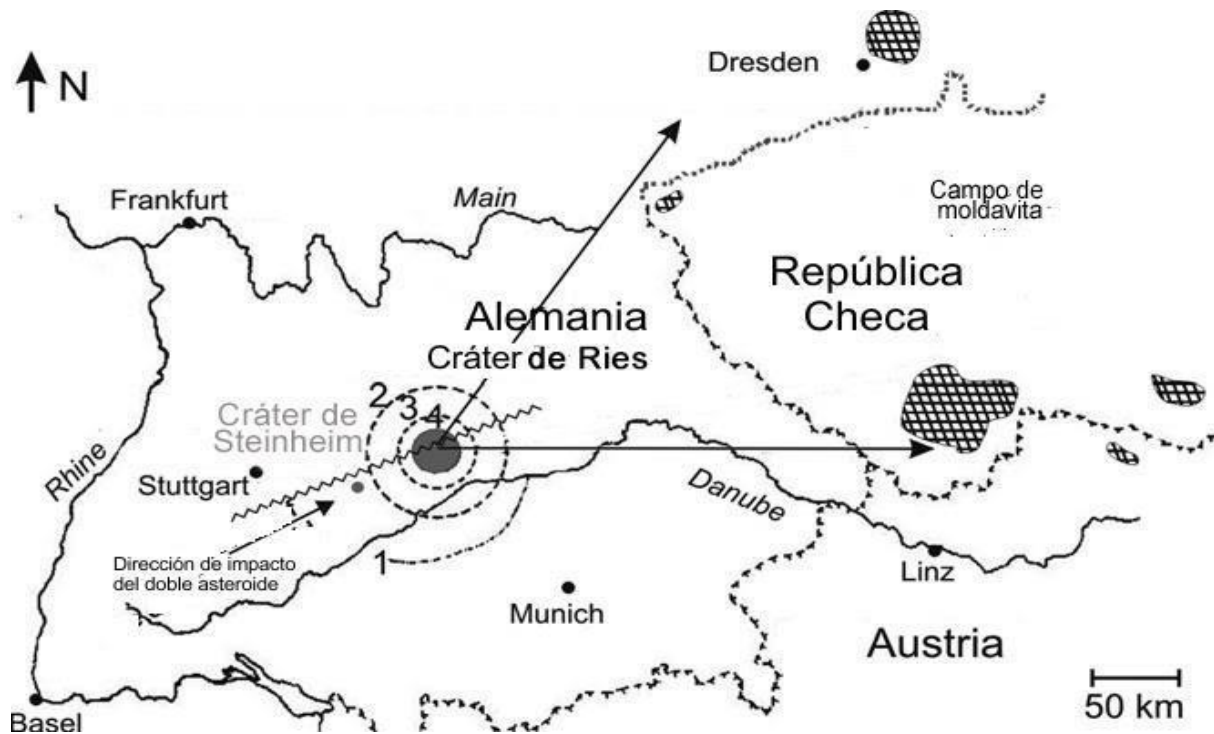 N
Dresden
Frankfurt
Main
Campo de
moldavita
República
Checa
Alemania
Cráter de Ries
2
3
4
Cráter de
Steinheim
Rhine
Stuttgart
Danube
Dirección de impacto
del doble asteroide
1
Linz
Munich
Austria
50 km
Basel